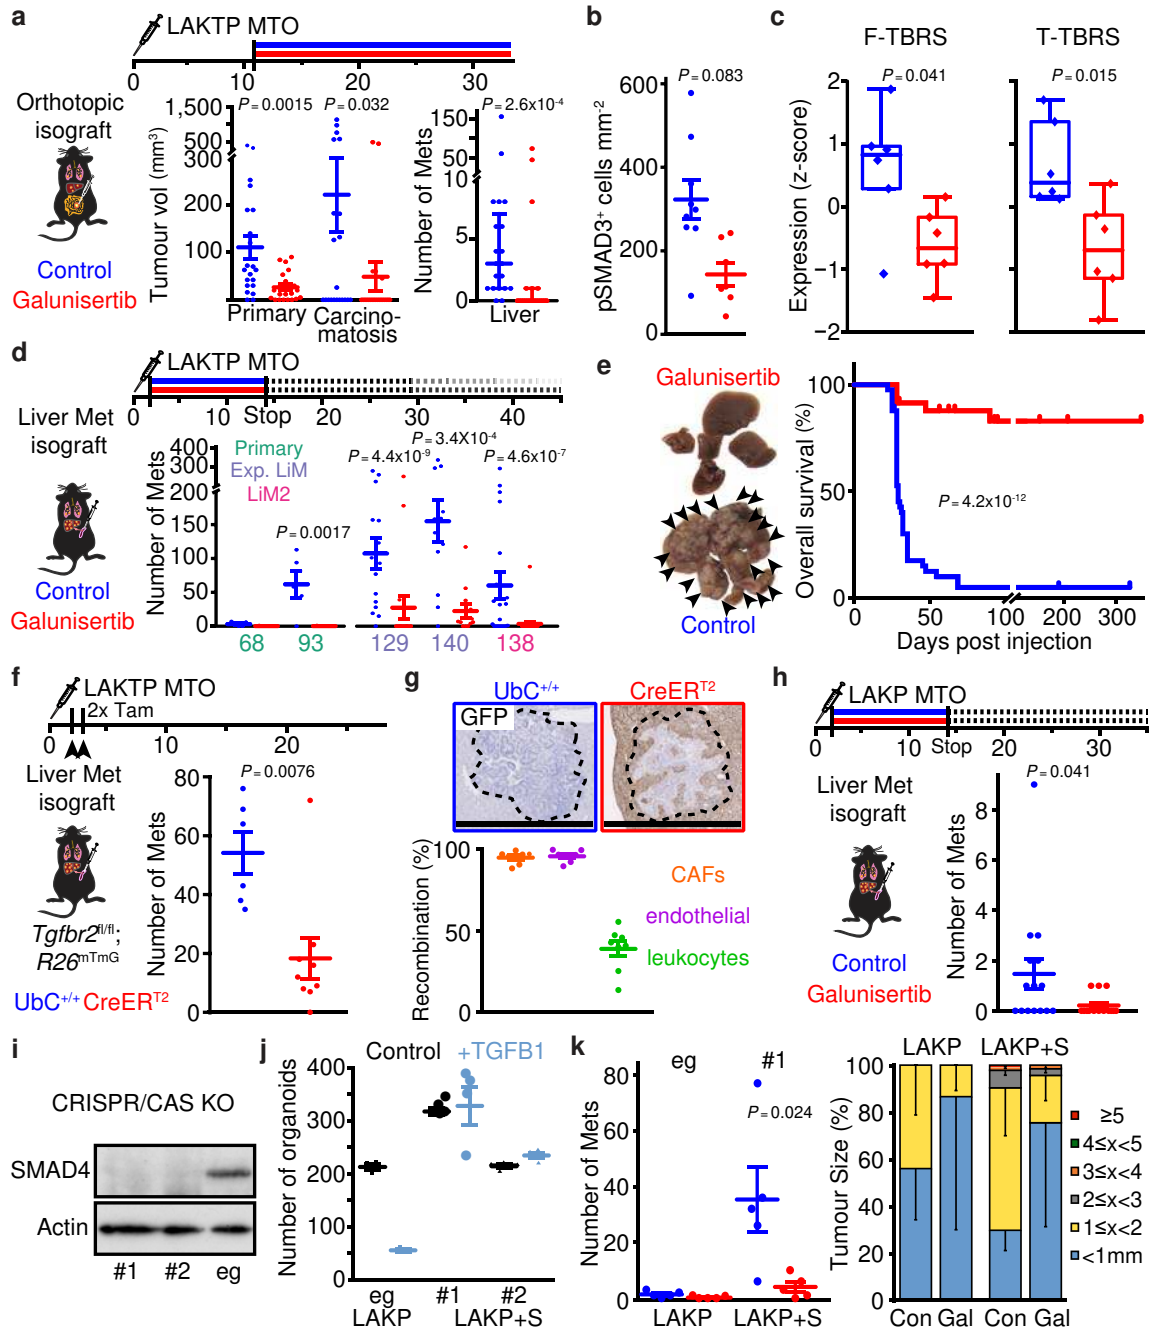 a
LAKTP MTO
0 10 20 30
Orthotopic
isograft
Control
Galunisertib
Tumour vol (mm³)
1,500
500
300
200
100
P = 0.0015
P = 0.032
Primary
Carcino-
matosis
Number of Mets
150
50
10
5
0
P = 2.6x10⁻⁴
Liver
b
P = 0.083
pSMAD3⁺ cells mm⁻²
600
400
200
0
c
F-TBRS
T-TBRS
P = 0.041
P = 0.015
Expression (z-score)
2
1
0
−1
−2
d
LAKTP MTO
0 10 20 30 40
Stop
Liver Met
isograft
Control
Galunisertib
Number of Mets
400
300
200
150
100
50
0
Primary
Exp. LiM
LiM2
P = 0.0017
P = 4.4x10⁻⁹
P = 3.4X10⁻⁴
P = 4.6x10⁻⁷
68 93 129 140 138
e
Galunisertib
Control
Overall survival (%)
100
50
0
P = 4.2x10⁻¹²
0 50 100 200 300
Days post injection
f
LAKTP MTO
2x Tam
0 10 20
Liver Met
isograft
Tgfbr2fl/fl;
R26mTmG
UbC⁺/⁺ CreERT2
Number of Mets
80
60
40
20
0
P = 0.0076
g
UbC⁺/⁺
CreERT2
GFP
Recombination (%)
100
50
0
CAFs
endothelial
leukocytes
h
LAKP MTO
0 10 20 30
Stop
Liver Met
isograft
Control
Galunisertib
Number of Mets
8
6
4
2
0
P = 0.041
i
CRISPR/CAS KO
SMAD4
Actin
#1 #2 eg
j
Control +TGFB1
Number of organoids
400
300
200
100
0
eg #1 #2
LAKP LAKP+S
k
eg #1
Number of Mets
80
60
40
20
0
P = 0.024
LAKP LAKP+S
LAKP LAKP+S
Tumour Size (%)
100
80
60
40
20
0
Con Gal Con Gal
≥5
4≤x<5
3≤x<4
2≤x<3
1≤x<2
<1mm